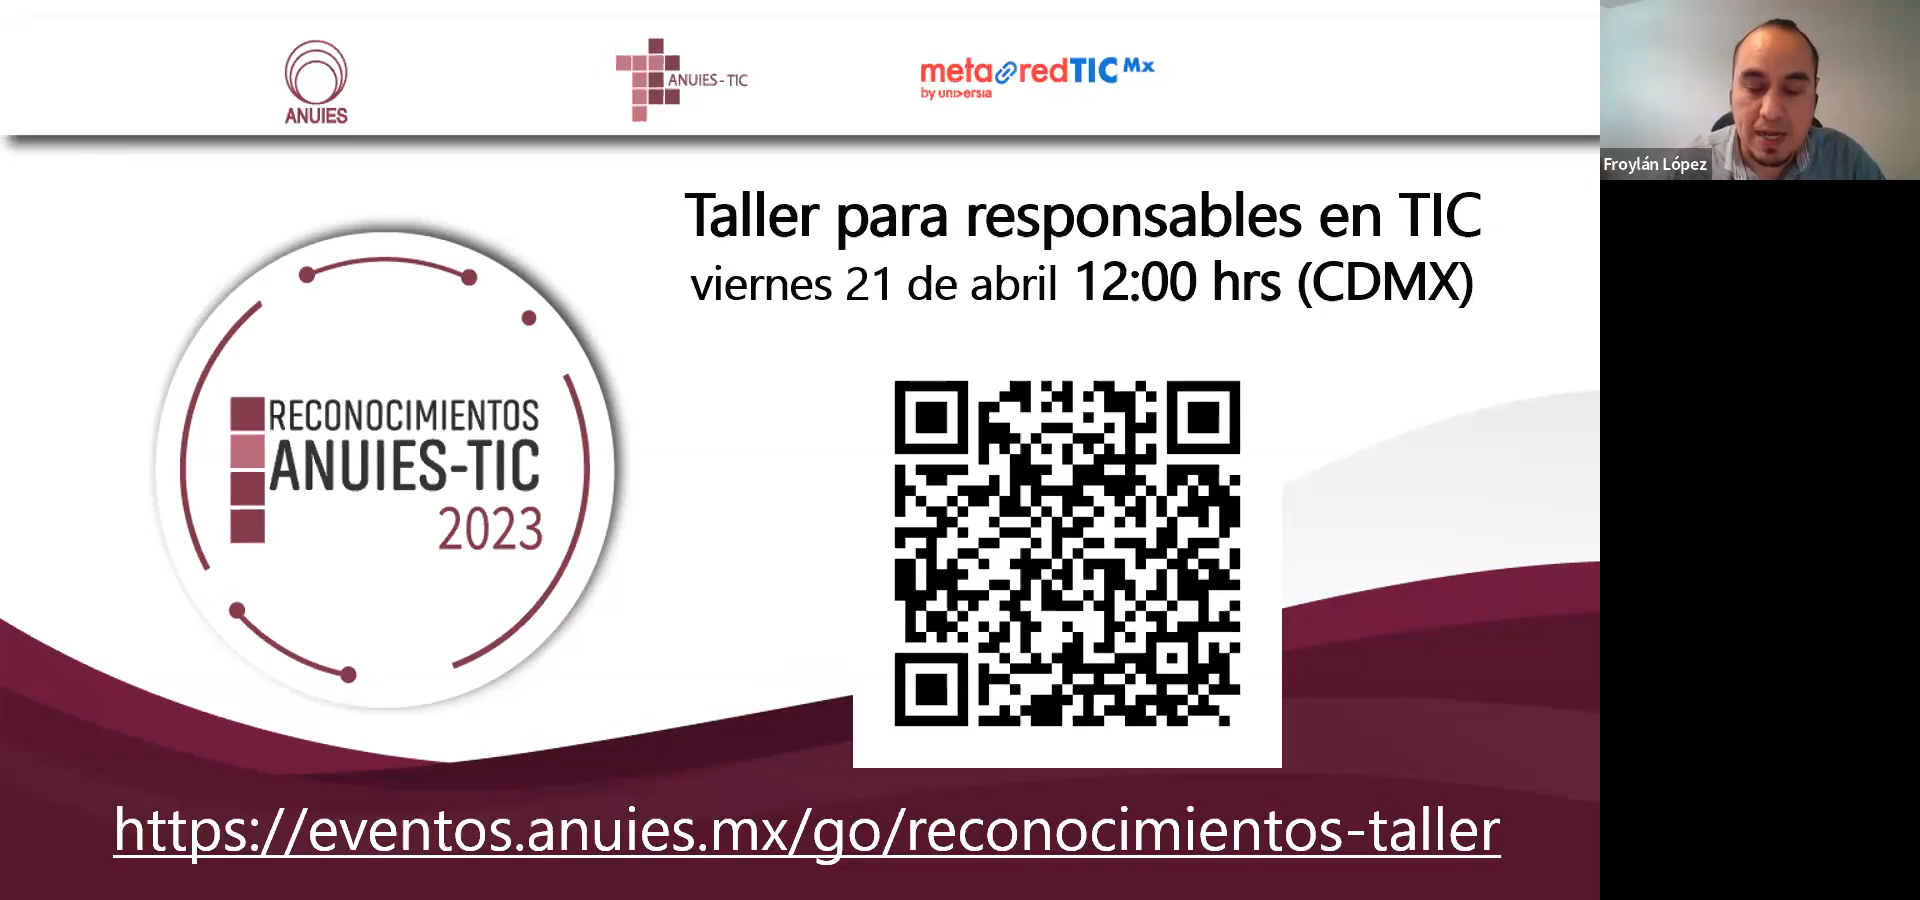 ANUIES
ANUIES - TIC
metaredTIC Mx
by universia
Froylán López
Taller para responsables en TIC
viernes 21 de abril 12:00 hrs (CDMX)
RECONOCIMIENTOS
ANUIES-TIC
2023
https://eventos.anuies.mx/go/reconocimientos-taller